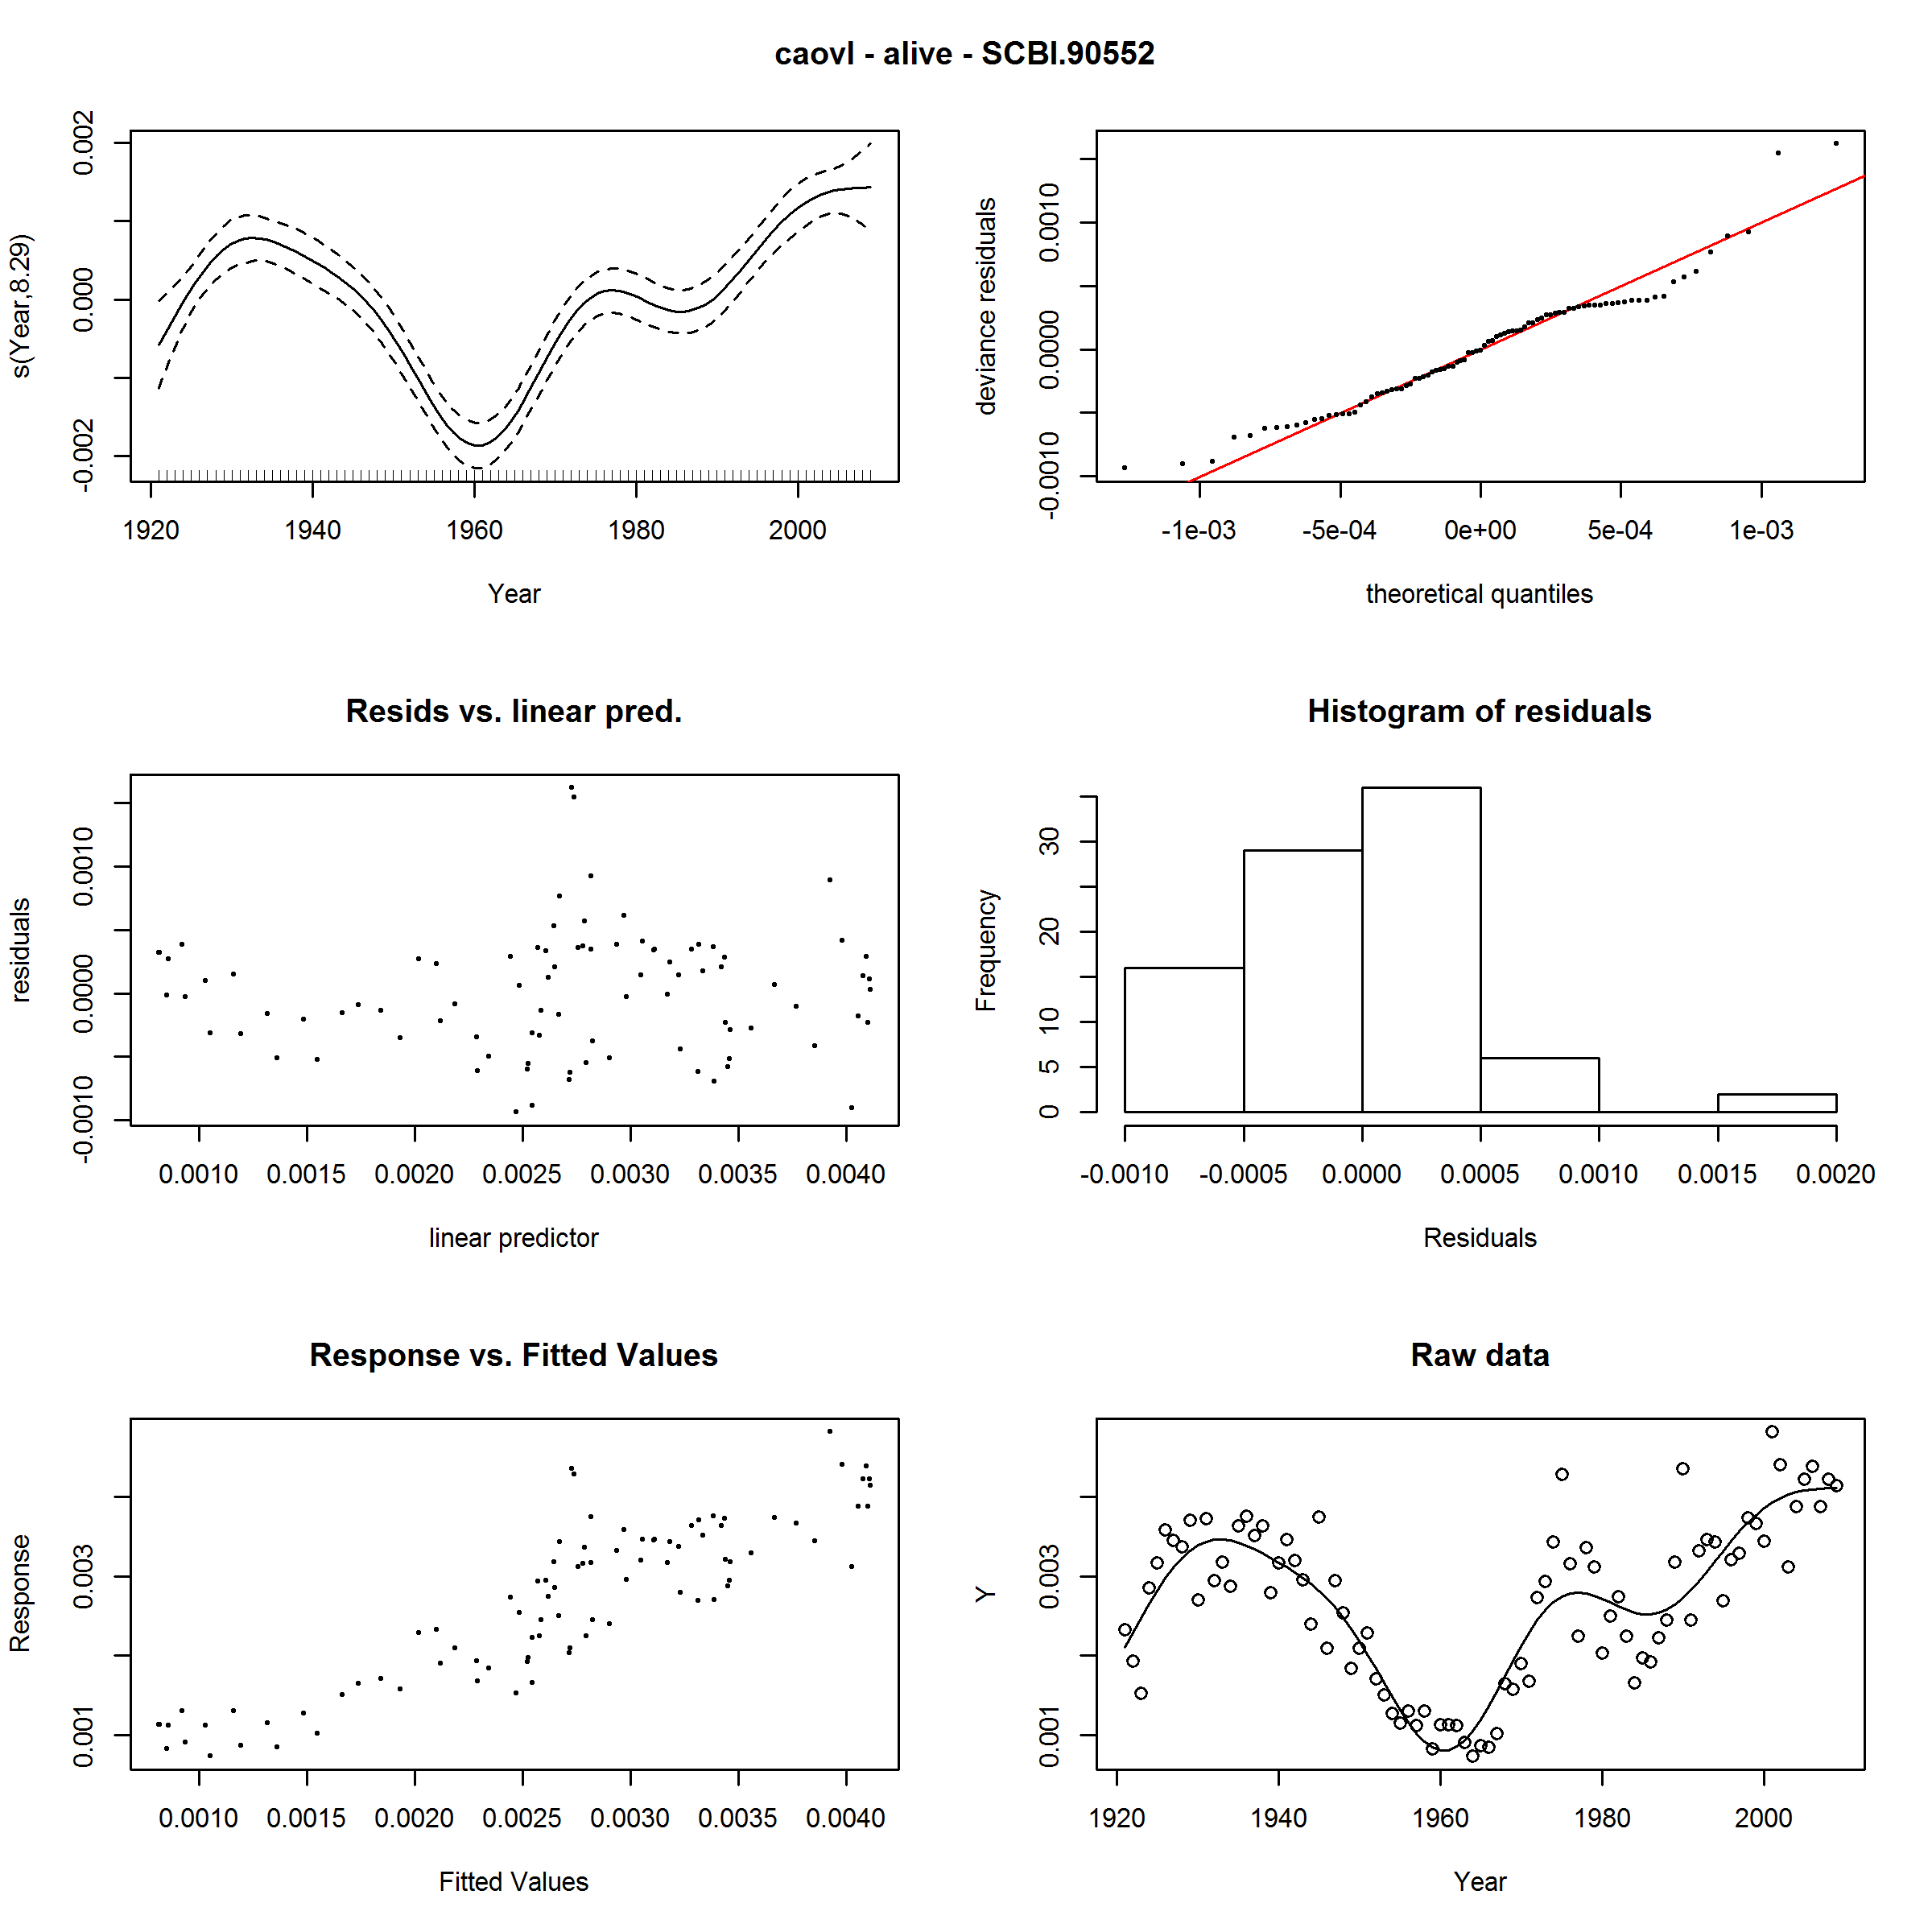 caovl - alive - SCBI.90552
s(Year,8.29)
-0.002 0.000 0.002
1920 1940 1960 1980 2000
Year
deviance residuals
-0.0010 0.0000 0.0010
-1e-03 -5e-04 0e+00 5e-04 1e-03
theoretical quantiles
Resids vs. linear pred.
residuals
-0.0010 0.0000 0.0010
0.0010 0.0015 0.0020 0.0025 0.0030 0.0035 0.0040
linear predictor
Histogram of residuals
Frequency
0 5 10 20 30
-0.0010 -0.0005 0.0000 0.0005 0.0010 0.0015 0.0020
Residuals
Response vs. Fitted Values
Response
0.001 0.003
0.0010 0.0015 0.0020 0.0025 0.0030 0.0035 0.0040
Fitted Values
Raw data
Y
0.001 0.003
1920 1940 1960 1980 2000
Year